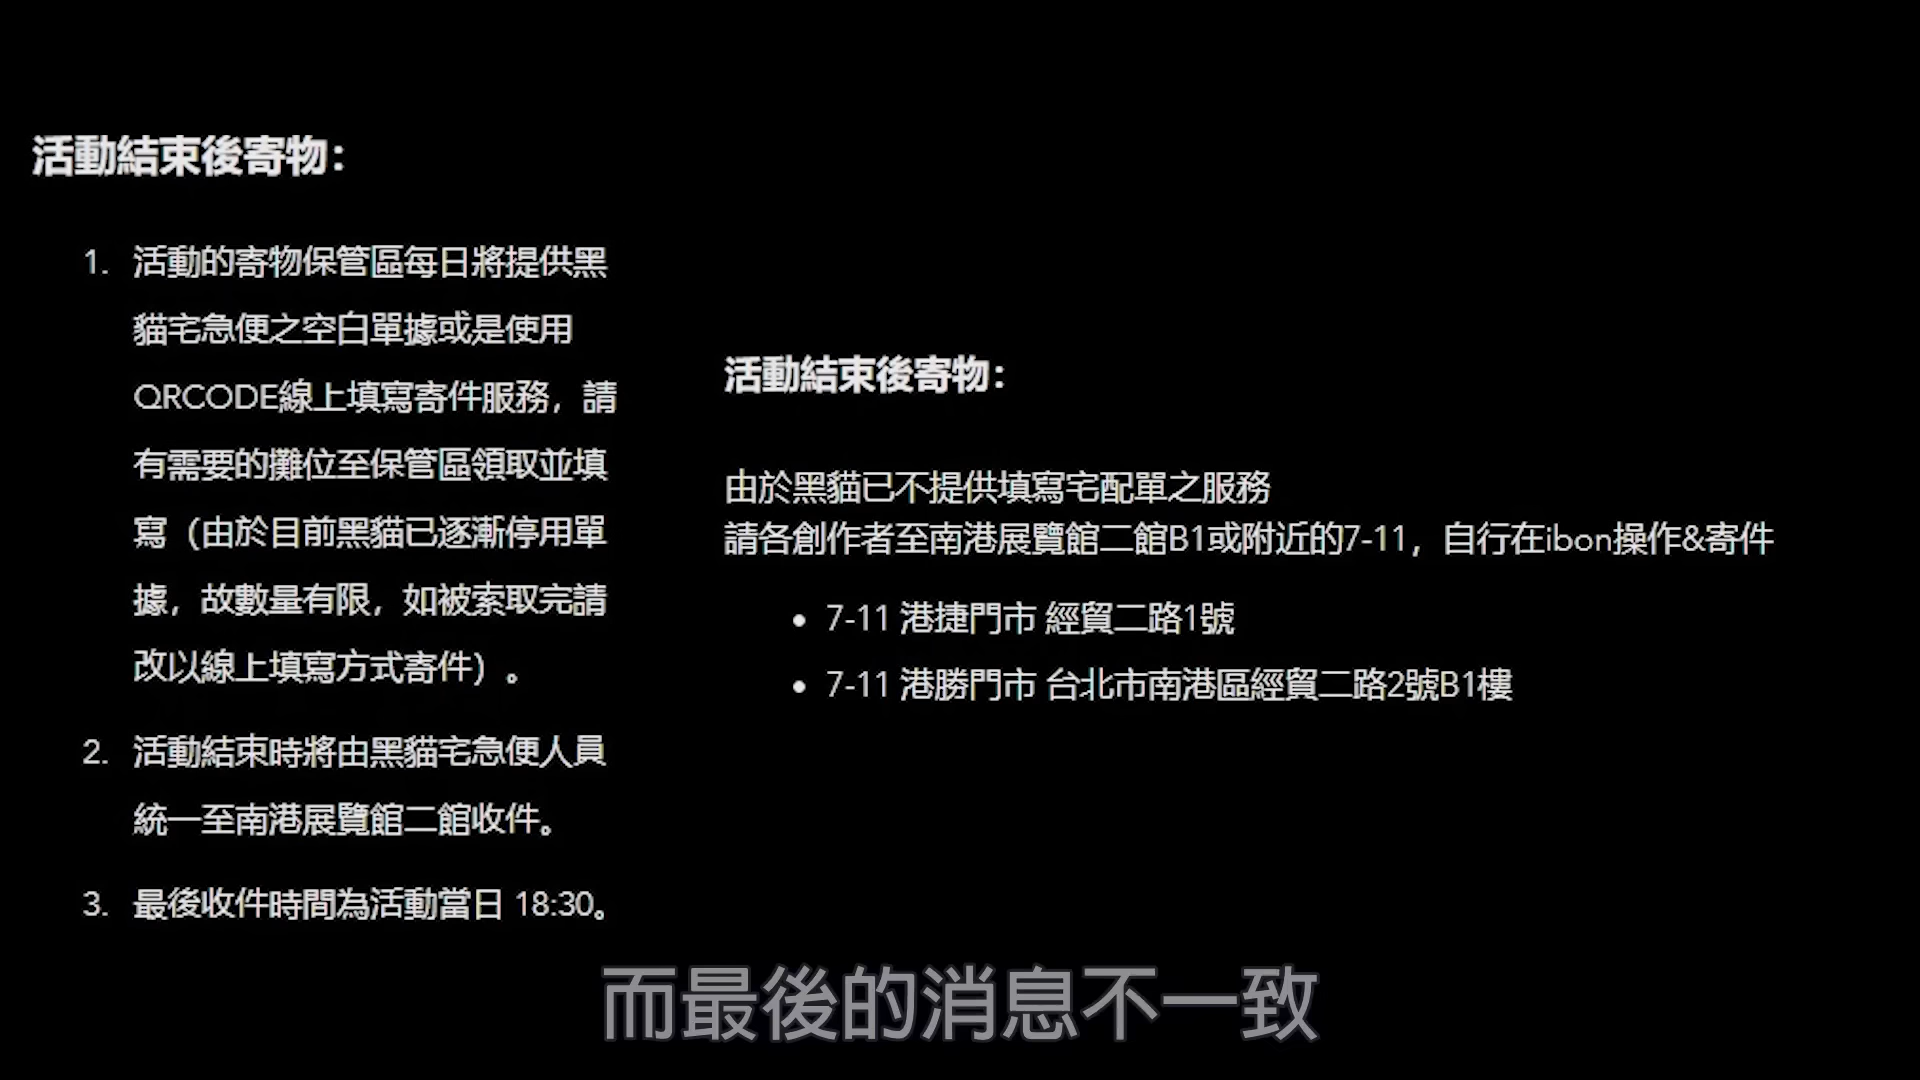 活動結束後寄物：
1. 活動的寄物保管區每日將提供黑
貓宅急便之空白單據或是使用
QRCODE線上填寫寄件服務，請
有需要的攤位至保管區領取並填
寫（由於目前黑貓已逐漸停用單
據，故數量有限，如被索取完請
改以線上填寫方式寄件）。
2. 活動結束時將由黑貓宅急便人員
統一至南港展覽館二館收件。
3. 最後收件時間為活動當日 18:30。
活動結束後寄物：
由於黑貓已不提供填寫宅配單之服務
請各創作者至南港展覽館二館B1或附近的7-11，自行在ibon操作&寄件
• 7-11 港捷門市 經貿二路1號
• 7-11 港勝門市 台北市南港區經貿二路2號B1樓
而最後的消息不一致